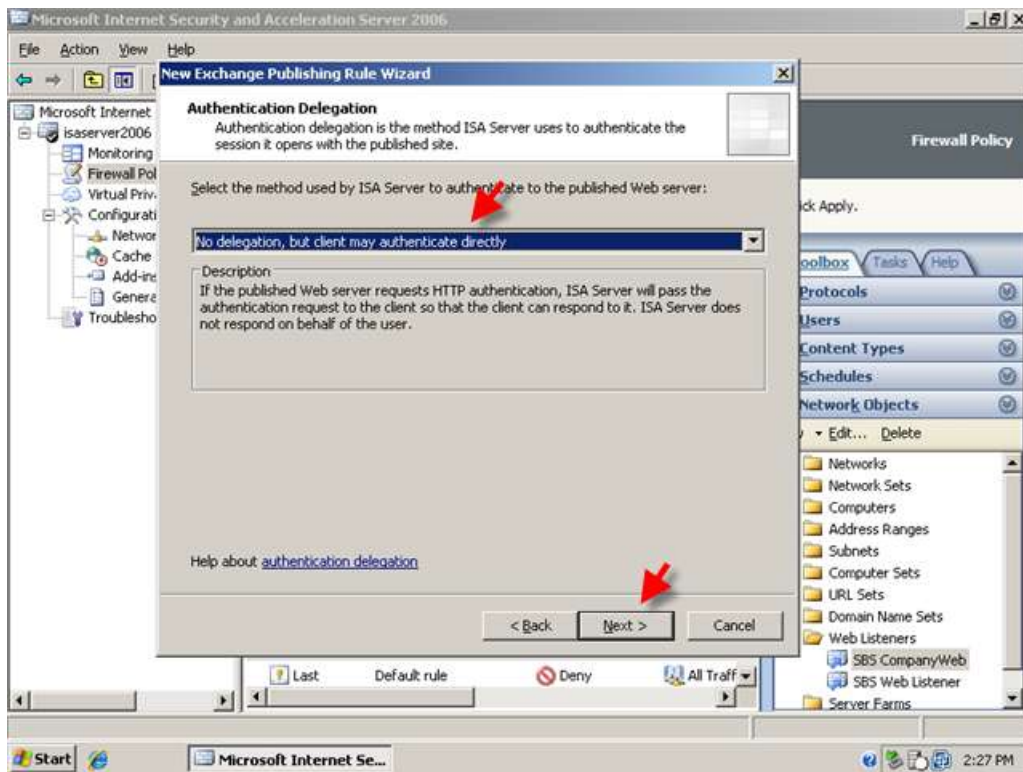 Microsoft Internet Security and Acceleration Server 2006
File Action View Help
New Exchange Publishing Rule Wizard
Authentication Delegation
Authentication delegation is the method ISA Server uses to authenticate the
session it opens with the published site.
Select the method used by ISA Server to authenticate to the published Web server:
No delegation, but client may authenticate directly
Description
If the published Web server requests HTTP authentication, ISA Server will pass the
authentication request to the client so that the client can respond to it. ISA Server does
not respond on behalf of the user.
Help about authentication delegation
< Back Next > Cancel
Microsoft Internet
isaserver2006
Monitoring
Firewall Pol
Virtual Priv
Configurati
Networ
Cache
Add-ins
Genera
Troublesho
Firewall Policy
ick Apply.
oolbox Tasks Help
Protocols
Users
Content Types
Schedules
Network Objects
Edit... Delete
Networks
Network Sets
Computers
Address Ranges
Subnets
Computer Sets
URL Sets
Domain Name Sets
Web Listeners
SBS CompanyWeb
SBS Web Listener
Server Farms
Last Default rule Deny All Traff
Start Microsoft Internet Se... 2:27 PM